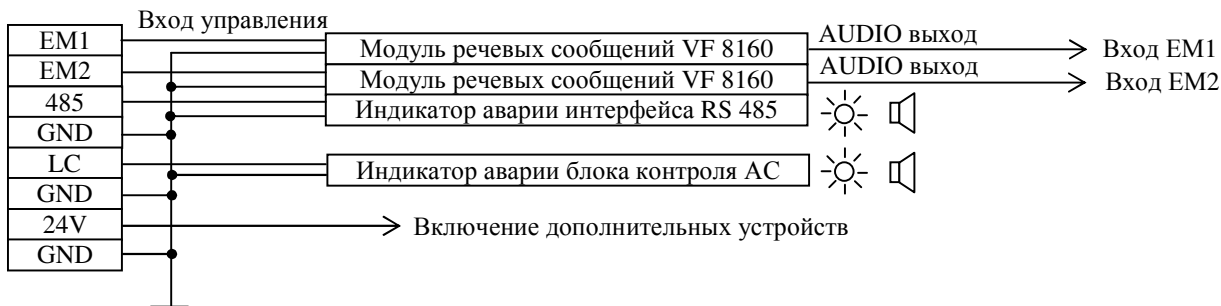 Вход управления
EM1
Модуль речевых сообщений VF 8160
AUDIO выход
Вход EM1
EM2
Модуль речевых сообщений VF 8160
AUDIO выход
Вход EM2
485
Индикатор аварии интерфейса RS 485
GND
LC
Индикатор аварии блока контроля АС
GND
24V
Включение дополнительных устройств
GND